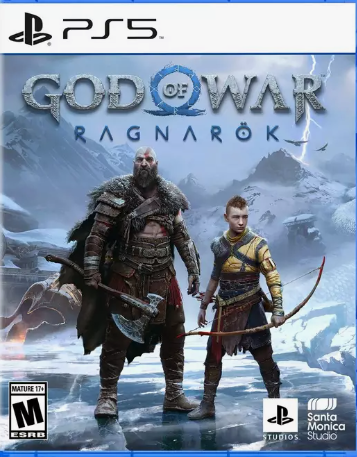 PS5
GOD OF WAR
RAGNARÖK
MATURE 17+
M
ESRB
STUDIOS
Santa
Monica
Studio